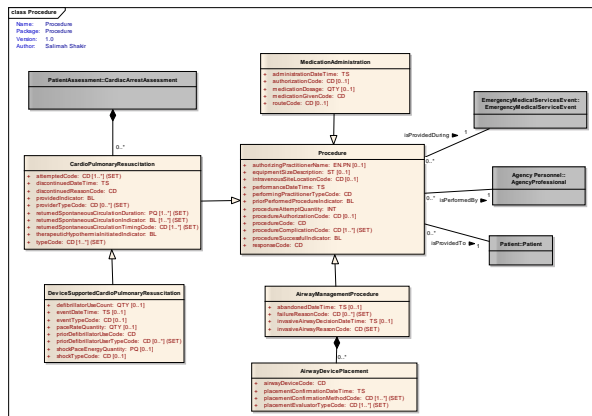 class Procedure
Name: Procedure
Package: Procedure
Version: 1.0
Author: Salimah Shakir
MedicationAdministration
+ administrationDateTime: TS
+ authorizationCode: CD [0..1]
+ medicationDosage: QTY [0..1]
+ medicationGivenCode: CD
+ routeCode: CD [0..1]
PatientAssessment::CardiacArrestAssessment
0..*
EmergencyMedicalServicesEvent::
EmergencyMedicalServicesEvent
isProvidedDuring
1
0..*
CardioPulmonaryResuscitation
+ attemptedCode: CD [1..*] (SET)
+ discontinuedDateTime: TS
+ discontinuedReasonCode: CD
+ providedIndicator: BL
+ providerTypeCode: CD [0..*] (SET)
+ returnedSpontaneousCirculationDuration: PQ [1..*] (SET)
+ returnedSpontaneousCirculationIndicator: BL [1..*] (SET)
+ returnedSpontaneousCirculationTimingCode: CD [1..*] (SET)
+ therapeuticHypothermiaInitiatedIndicator: BL
+ typeCode: CD [1..*] (SET)
Procedure
+ authorizingPractitionerName: EN.PN [0..1]
+ equipmentSizeDescription: ST [0..1]
+ intravenousSiteLocationCode: CD [0..1]
+ performanceDateTime: TS
+ performingPractitionerTypeCode: CD
+ priorPerformedProcedureIndicator: BL
+ procedureAttemptQuantity: INT
+ procedureAuthorizationCode: CD [0..1]
+ procedureCode: CD
+ procedureComplicationCode: CD [1..*] (SET)
+ procedureSuccessfulIndicator: BL
+ responseCode: CD
Agency Personnel::
AgencyProfessional
0..*
isPerformedBy
1
0..*
isProvidedTo
1
Patient::Patient
DeviceSupportedCardioPulmonaryResuscitation
+ defibrillatorUseCount: QTY [0..1]
+ eventDateTime: TS [0..1]
+ eventTypeCode: CD [0..1]
+ paceRateQuantity: QTY [0..1]
+ priorDefibrillatorUseCode: CD
+ priorDefibrillatorUserTypeCode: CD [0..*] (SET)
+ shockPaceEnergyQuantity: PQ [0..1]
+ shockTypeCode: CD [0..1]
AirwayManagementProcedure
+ abandonedDateTime: TS [0..1]
+ failureReasonCode: CD [0..*] (SET)
+ invasiveAirwayDecisionDateTime: TS [0..1]
+ invasiveAirwayReasonCode: CD (SET)
0..*
AirwayDevicePlacement
+ airwayDeviceCode: CD
+ placementConfirmationDateTime: TS
+ placementConfirmationMethodCode: CD [1..*] (SET)
+ placementEvaluatorTypeCode: CD [1..*] (SET)